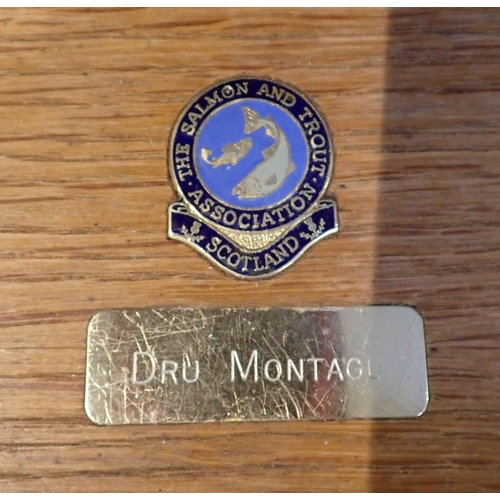 THE SALMON AND TROUT · ASSOCIATION ·
SCOTLAND
DRU MONTAGU